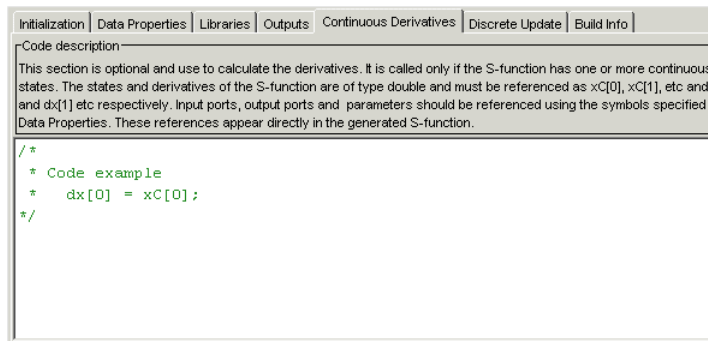 Initialization Data Properties Libraries Outputs Continuous Derivatives Discrete Update Build Info
Code description
This section is optional and use to calculate the derivatives. It is called only if the S-function has one or more continuous
states. The states and derivatives of the S-function are of type double and must be referenced as xC[0], xC[1], etc and
and dx[1] etc respectively. Input ports, output ports and parameters should be referenced using the symbols specified
Data Properties. These references appear directly in the generated S-function.
/*
* Code example
* dx[0] = xC[0];
*/